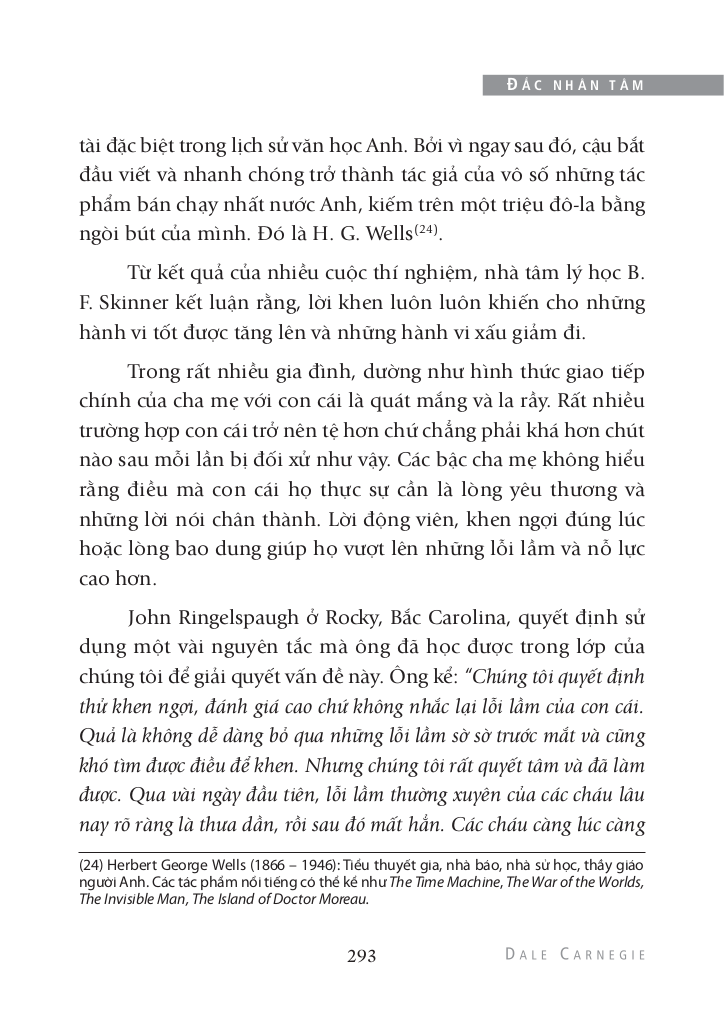 ĐẮC NHÂN TÂM
tài đặc biệt trong lịch sử văn học Anh. Bởi vì ngay sau đó, cậu bắt
đầu viết và nhanh chóng trở thành tác giả của vô số những tác
phẩm bán chạy nhất nước Anh, kiếm trên một triệu đô-la bằng
ngòi bút của mình. Đó là H. G. Wells(24).
Từ kết quả của nhiều cuộc thí nghiệm, nhà tâm lý học B.
F. Skinner kết luận rằng, lời khen luôn luôn khiến cho những
hành vi tốt được tăng lên và những hành vi xấu giảm đi.
Trong rất nhiều gia đình, dường như hình thức giao tiếp
chính của cha mẹ với con cái là quát mắng và la rầy. Rất nhiều
trường hợp con cái trở nên tệ hơn chứ chẳng phải khá hơn chút
nào sau mỗi lần bị đối xử như vậy. Các bậc cha mẹ không hiểu
rằng điều mà con cái họ thực sự cần là lòng yêu thương và
những lời nói chân thành. Lời động viên, khen ngợi đúng lúc
hoặc lòng bao dung giúp họ vượt lên những lỗi lầm và nỗ lực
cao hơn.
John Ringelspaugh ở Rocky, Bắc Carolina, quyết định sử
dụng một vài nguyên tắc mà ông đã học được trong lớp của
chúng tôi để giải quyết vấn đề này. Ông kể: “Chúng tôi quyết định
thử khen ngợi, đánh giá cao chứ không nhắc lại lỗi lầm của con cái.
Quả là không dễ dàng bỏ qua những lỗi lầm sờ sờ trước mắt và cũng
khó tìm được điều để khen. Nhưng chúng tôi rất quyết tâm và đã làm
được. Qua vài ngày đầu tiên, lỗi lầm thường xuyên của các cháu lâu
nay rõ ràng là thưa dần, rồi sau đó mất hẳn. Các cháu càng lúc càng
(24) Herbert George Wells (1866 – 1946): Tiểu thuyết gia, nhà báo, nhà sử học, thầy giáo
người Anh. Các tác phẩm nổi tiếng có thể kể như The Time Machine, The War of the Worlds,
The Invisible Man, The Island of Doctor Moreau.
293
DALE CARNEGIE